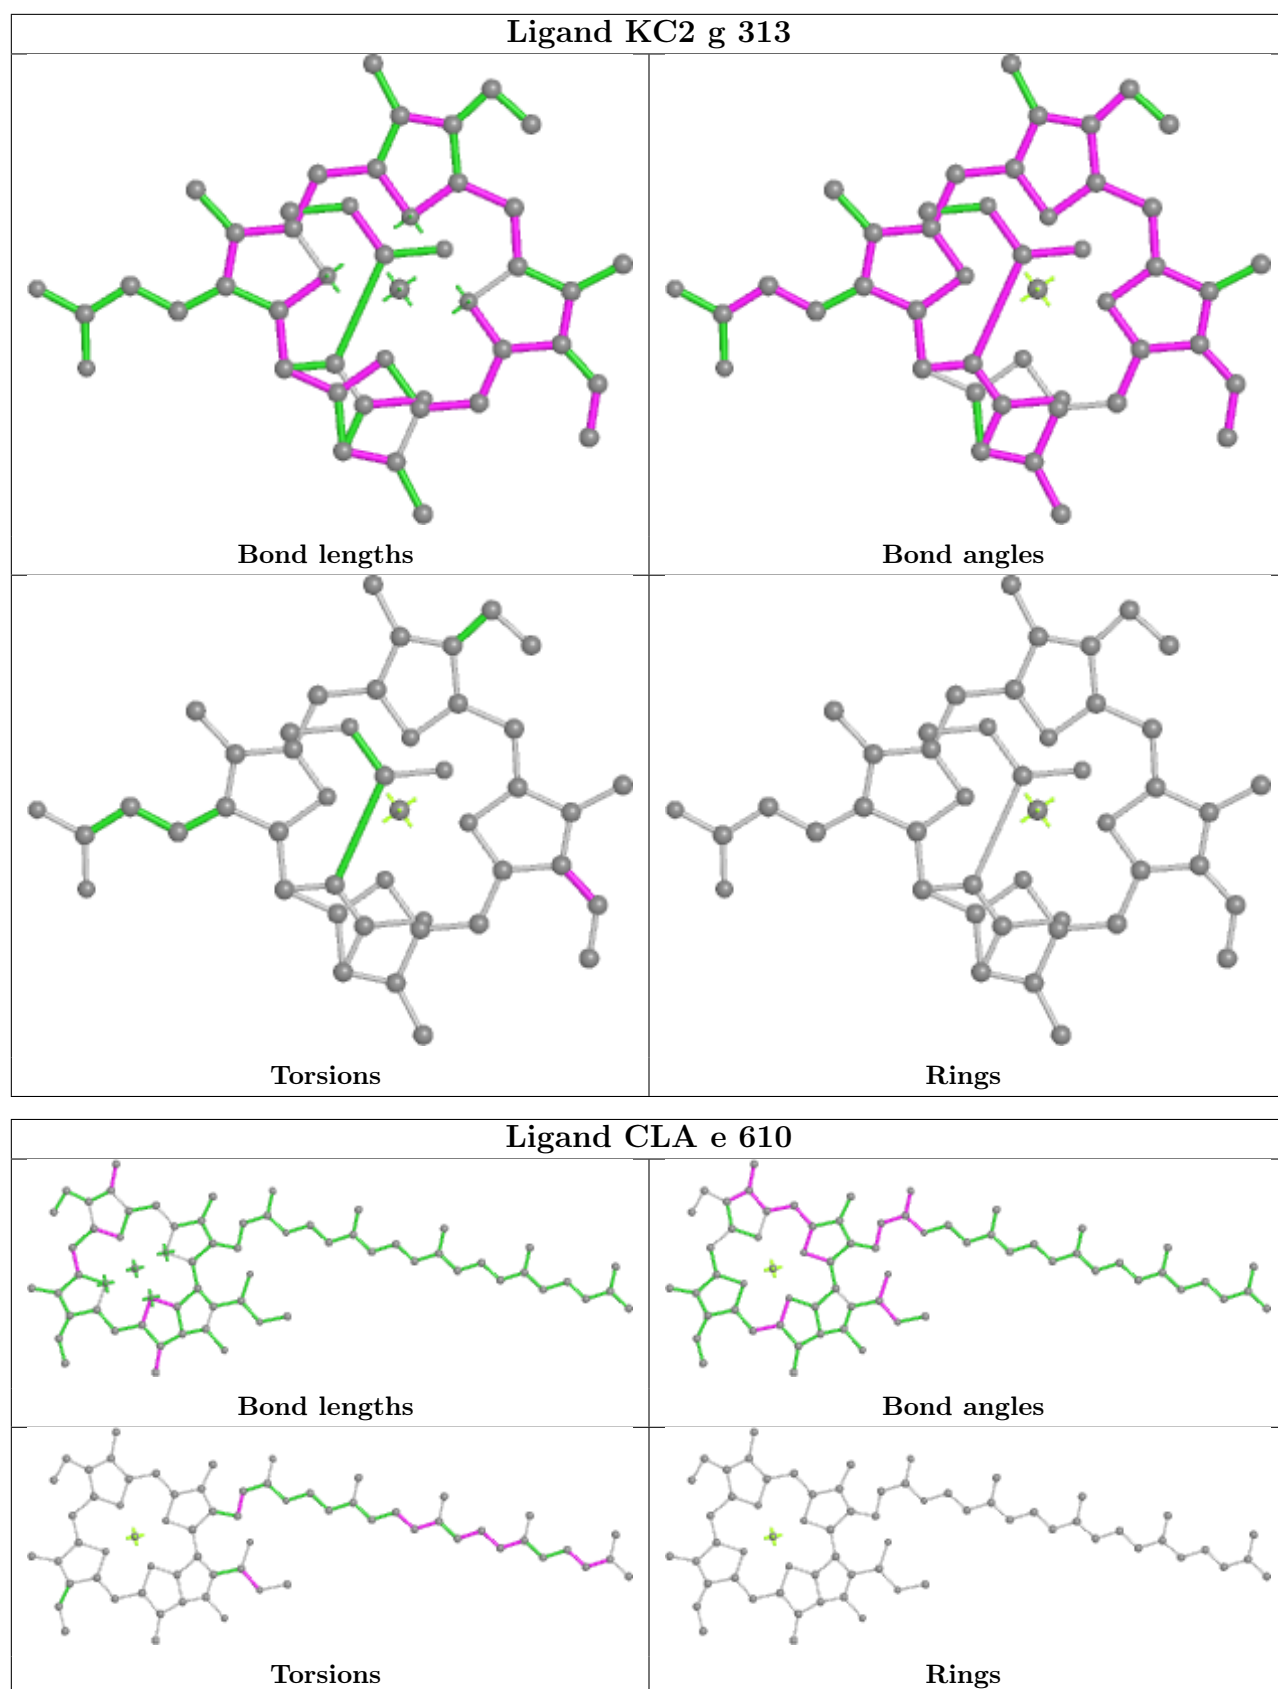 Ligand KC2 g 313
Bond lengths
Bond angles
Torsions
Rings
Ligand CLA e 610
Bond lengths
Bond angles
Torsions
Rings